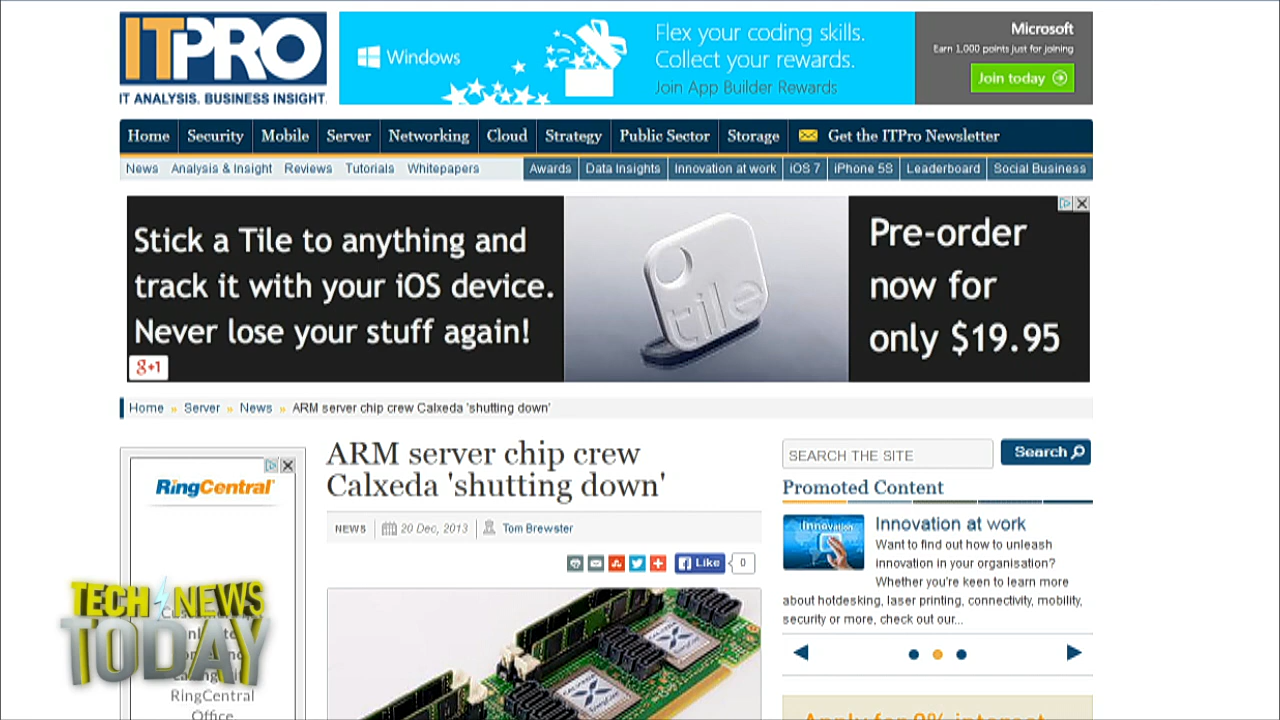 ITPRO
IT ANALYSIS. BUSINESS INSIGHT.
Windows
Flex your coding skills.
Collect your rewards.
Join App Builder Rewards
Microsoft
Earn 1,000 points just for joining
Join today
Home Security Mobile Server Networking Cloud Strategy Public Sector Storage Get the ITPro Newsletter
News Analysis & Insight Reviews Tutorials Whitepapers Awards Data Insights Innovation at work iOS 7 iPhone 5S Leaderboard Social Business
Stick a Tile to anything and
track it with your iOS device.
Never lose your stuff again!
g+1
tile
Pre-order
now for
only $19.95
Home » Server » News » ARM server chip crew Calxeda 'shutting down'
RingCentral
RingCentral
Office
TECH NEWS
TODAY
ARM server chip crew
Calxeda 'shutting down'
NEWS 20 Dec, 2013 Tom Brewster
Like 0
SEARCH THE SITE Search
Promoted Content
Innovation
Innovation at work
Want to find out how to unleash
innovation in your organisation?
Whether you're keen to learn more
about hotdesking, laser printing, connectivity, mobility,
security or more, check out our...
Apply for 0% interest